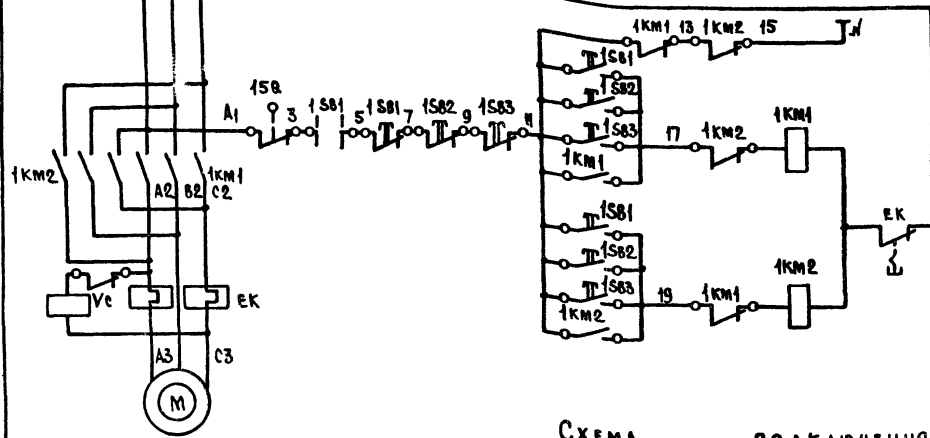 1КМ1 13 1КМ2 15 N
1SB1
1SB2
15Q 1SB1 1SB1 1SB2 1SB3
A1 3 5 7 9 11
1SB3 17 1КМ2 1КМ1
1КМ1
1КМ2 1КМ1
A2 B2 C2
1SB1 EK
1SB2
1SB3 19 1КМ1 1КМ2
1КМ2
Vc EK
A3 C3
M
Схема